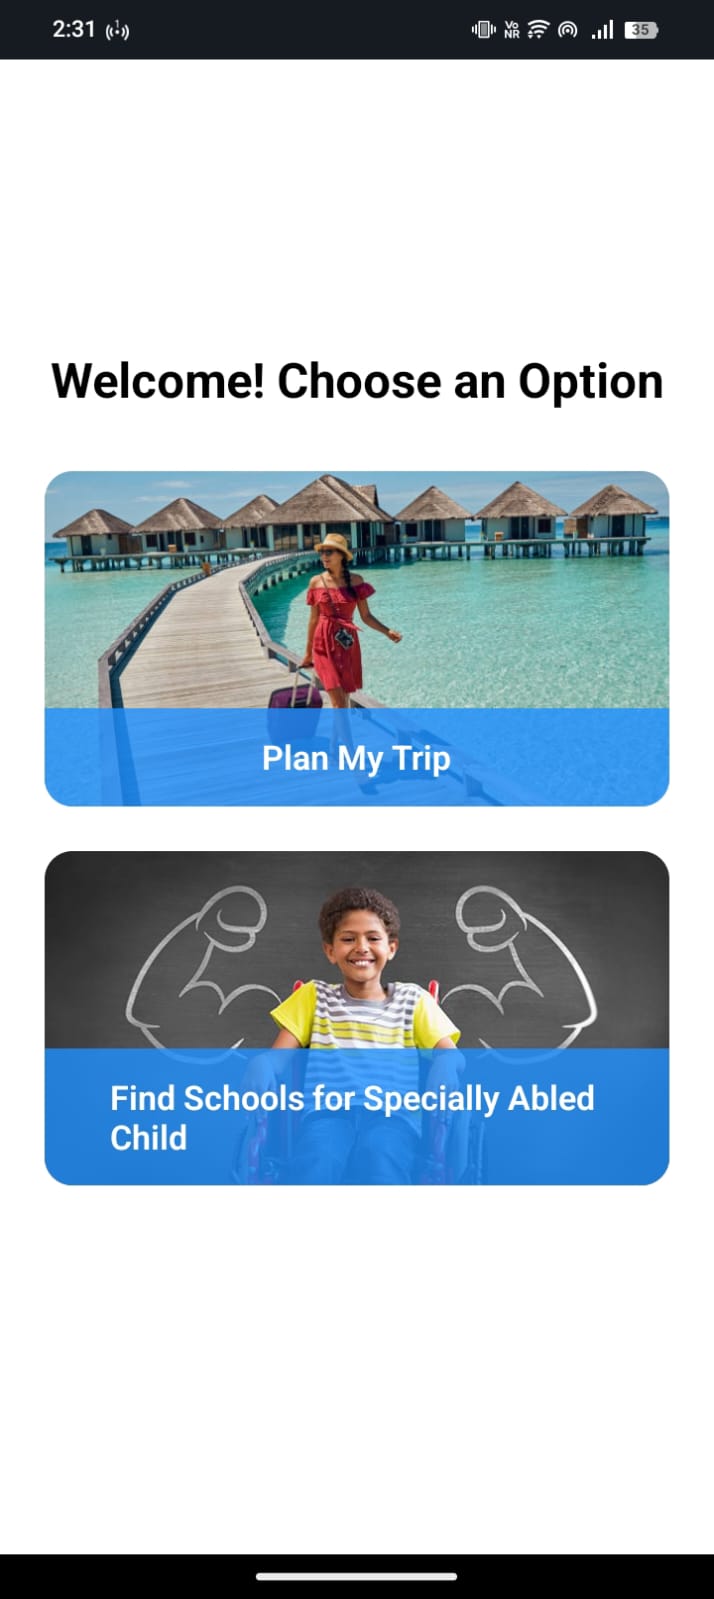 2:31
Vo
NR
35
Welcome! Choose an Option
Plan My Trip
Find Schools for Specially Abled
Child